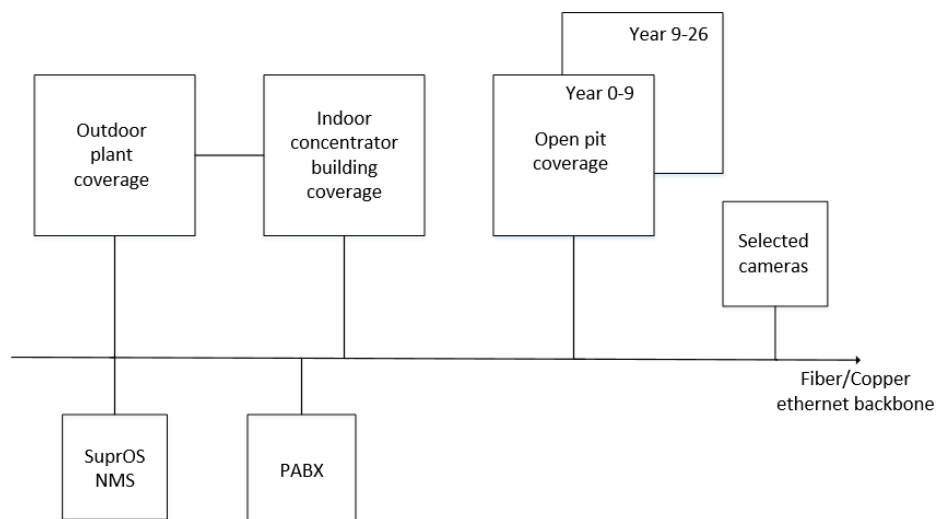 Year 9-26
Year 0-9
Outdoor
plant
coverage
Indoor
concentrator
building
coverage
Open pit
coverage
Selected
cameras
Fiber/Copper
ethernet backbone
SuprOS
NMS
PABX